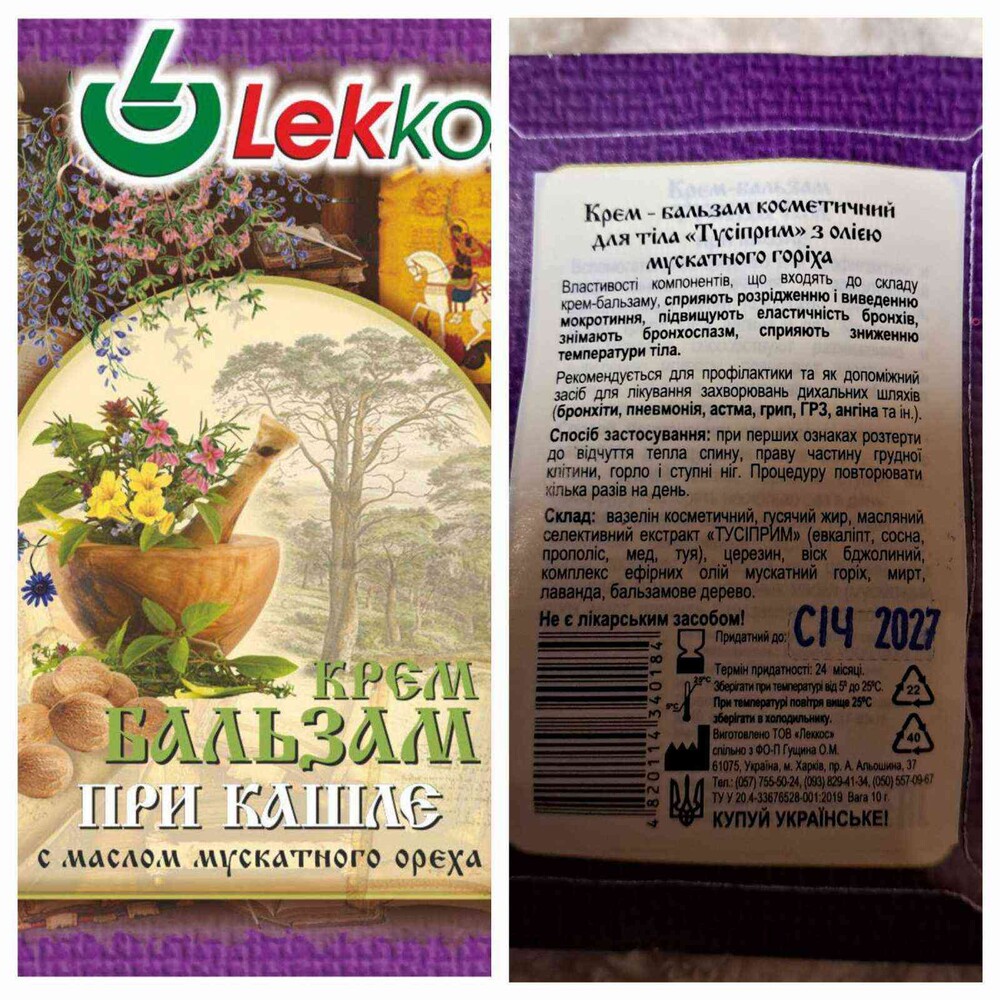 Lekko
КРЕМ
БАЛЬЗАМ
ПРИ КАШЛЕ
с маслом мускатного ореха
Крем - бальзам косметичний
для тіла «Тусіприм» з олією
мускатного горіха
Властивості компонентів, що входять до складу
крем-бальзаму, сприяють розрідженню і виведенню
мокротиння, підвищують еластичність бронхів,
знімають бронхоспазм, сприяють зниженню
температури тіла.
Рекомендується для профілактики та як допоміжний
засіб для лікування захворювань дихальних шляхів
(бронхіти, пневмонія, астма, грип, ГРЗ, ангіна та ін.).
Спосіб застосування: при перших ознаках розтерти
до відчуття тепла спину, праву частину грудної
клітини, горло і ступні ніг. Процедуру повторювати
кілька разів на день.
Склад: вазелін косметичний, гусячий жир, масляний
селективний екстракт «ТУСІПРИМ» (евкаліпт, сосна,
прополіс, мед, туя), церезин, віск бджолиний,
комплекс ефірних олій мускатний горіх, мирт,
лаванда, бальзамове дерево.
Не є лікарським засобом!
Придатний до: СІЧ 2027
Термін придатності: 24 місяці.
Зберігати при температурі від 5° до 25°С.
При температурі повітря вище 25°С
зберігати в холодильнику.
Виготовлено ТОВ «Леккос»
спільно з ФО-П Гущина О.М.
61075, Україна, м. Харків, пр. А. Альошина, 37
Тел.: (057) 755-50-24, (093) 829-41-34, (050) 557-09-67
ТУ У 20.4-33676528-001:2019 Вага 10 г.
КУПУЙ УКРАЇНСЬКЕ!
4 820114 340184
25°С
5°С
22
40